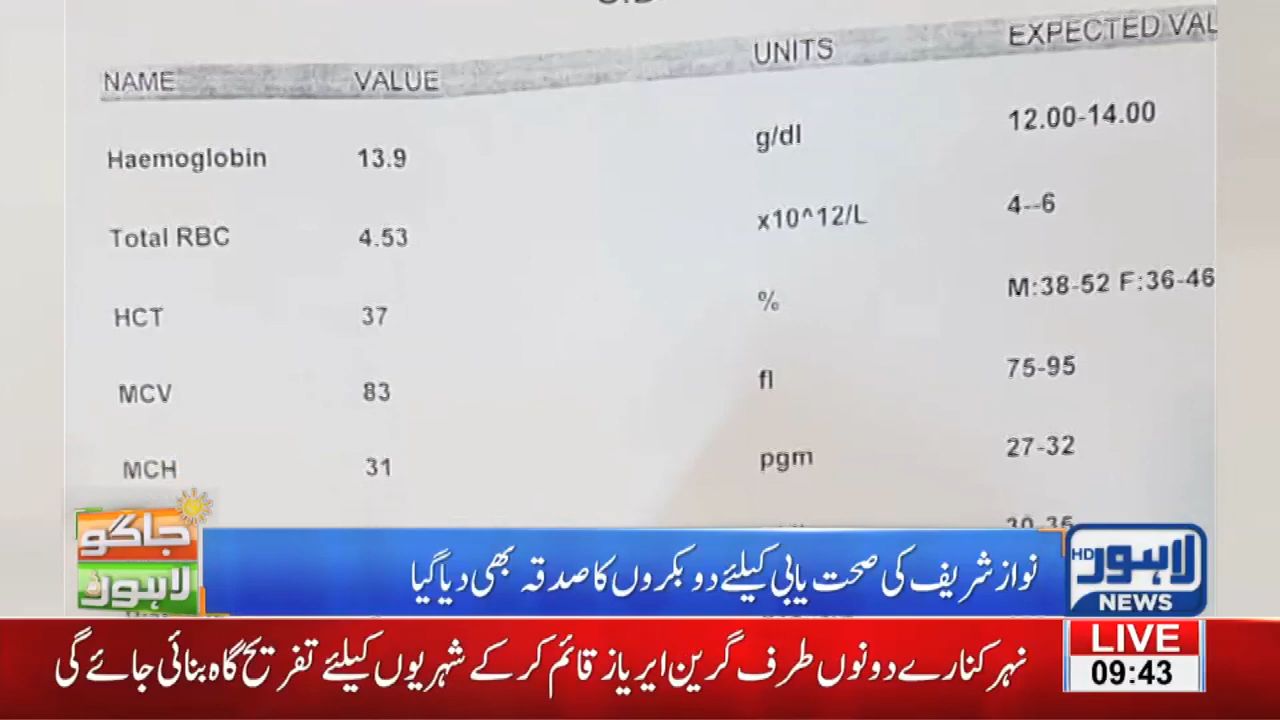 NAME VALUE UNITS EXPECTED VAL
Haemoglobin 13.9 g/dl 12.00-14.00
Total RBC 4.53 x10^12/L 4--6
HCT 37 % M:38-52 F:36-46
MCV 83 fl 75-95
MCH 31 pgm 27-32
30-36
جاگو
لاہور
نواز شریف کی صحت یابی کیلئے دو بکروں کا صدقہ بھی دیا گیا
لاہور HD
NEWS
نہر کنارے دونوں طرف گرین ایریاز قائم کر کے شہریوں کیلئے تفریح گاہ بنائی جائے گی
LIVE
09:43